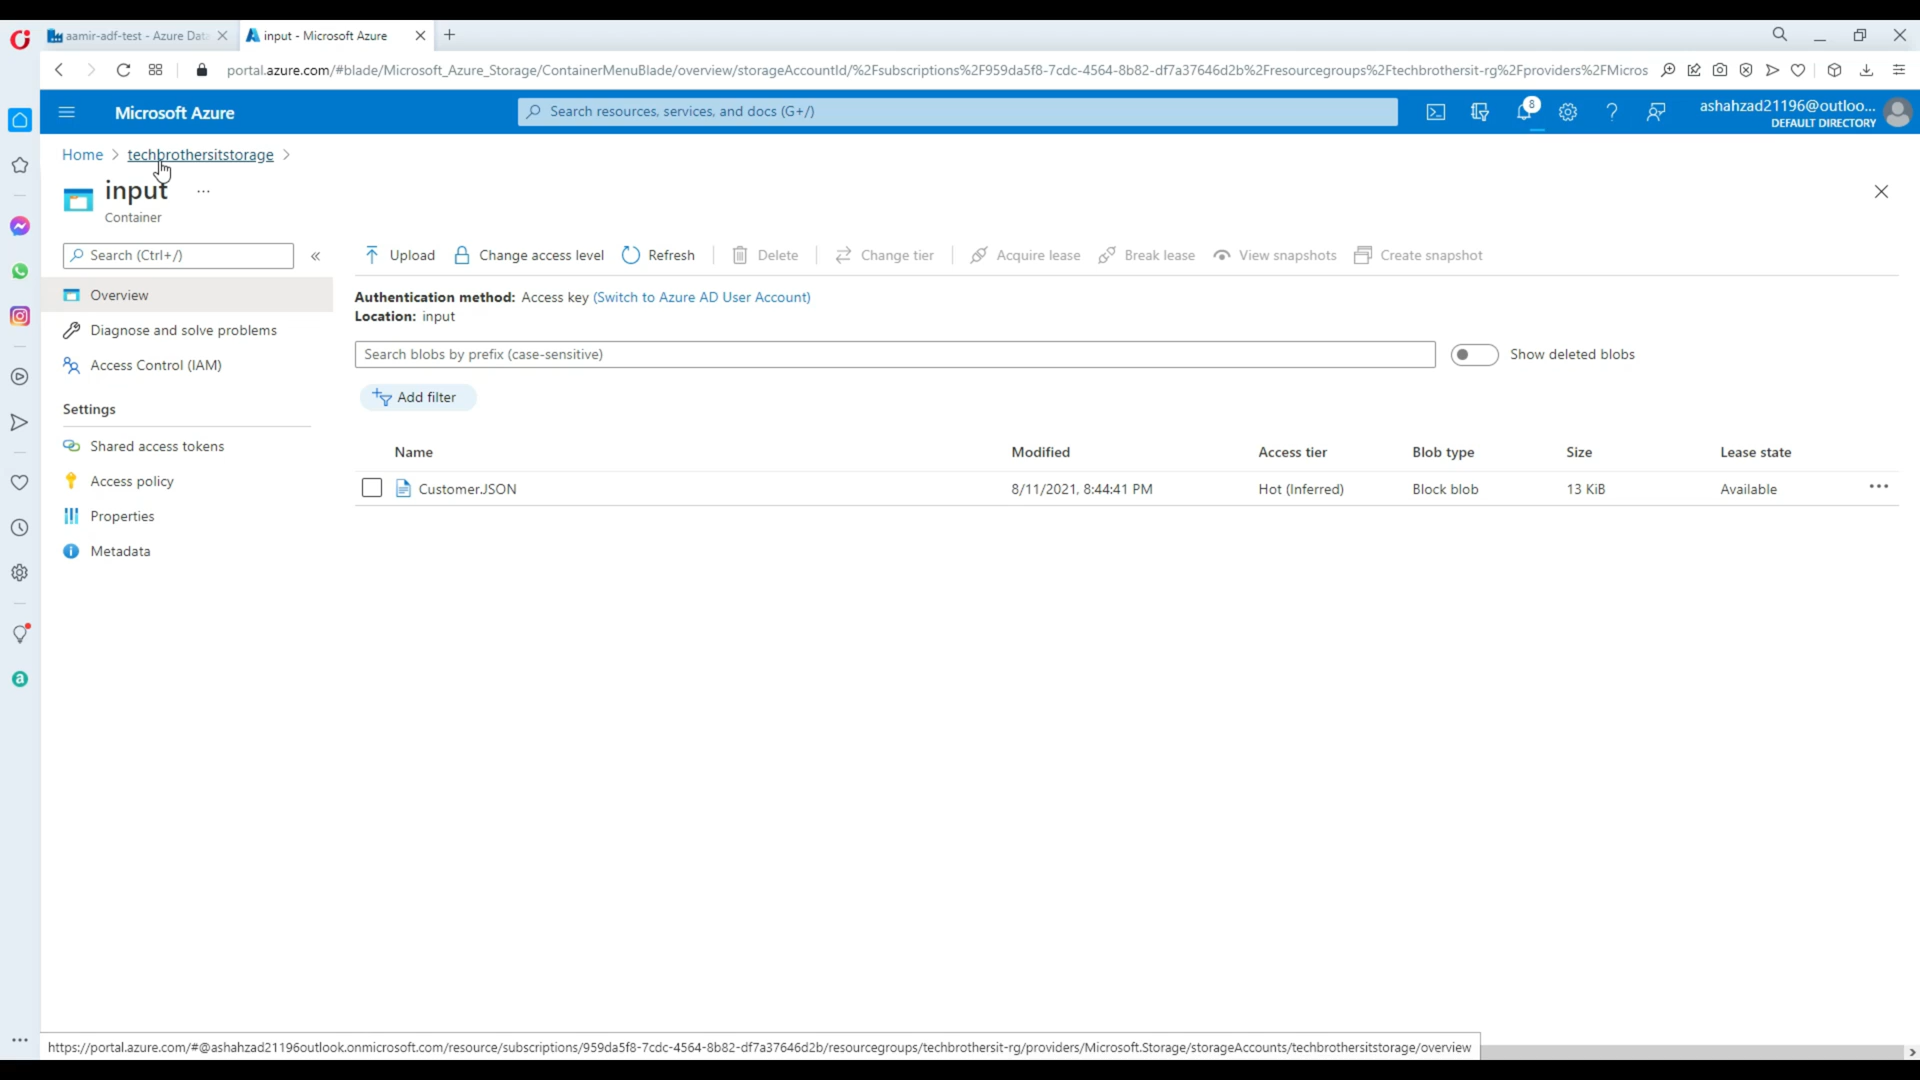 aamir-adf-test - Azure Dat
input - Microsoft Azure
portal.azure.com/#blade/Microsoft_Azure_Storage/ContainerMenuBlade/overview/storageAccountId/%2Fsubscriptions%2F959da5f8-7cdc-4564-8b82-df7a37646d2b%2Fresourcegroups%2Ftechbrothersit-rg%2Fproviders%2FMicros
Microsoft Azure
Search resources, services, and docs (G+/)
8
ashahzad21196@outloo...
DEFAULT DIRECTORY
Home > techbrothersitstorage >
input ...
Container
Search (Ctrl+/)
«
Upload Change access level Refresh Delete Change tier Acquire lease Break lease View snapshots Create snapshot
Overview
Diagnose and solve problems
Access Control (IAM)
Settings
Shared access tokens
Access policy
Properties
Metadata
Authentication method: Access key (Switch to Azure AD User Account)
Location: input
Search blobs by prefix (case-sensitive)
Show deleted blobs
Add filter
Name Modified Access tier Blob type Size Lease state
Customer.JSON 8/11/2021, 8:44:41 PM Hot (Inferred) Block blob 13 KiB Available ...
https://portal.azure.com/#@ashahzad21196outlook.onmicrosoft.com/resource/subscriptions/959da5f8-7cdc-4564-8b82-df7a37646d2b/resourcegroups/techbrothersit-rg/providers/Microsoft.Storage/storageAccounts/techbrothersitstorage/overview